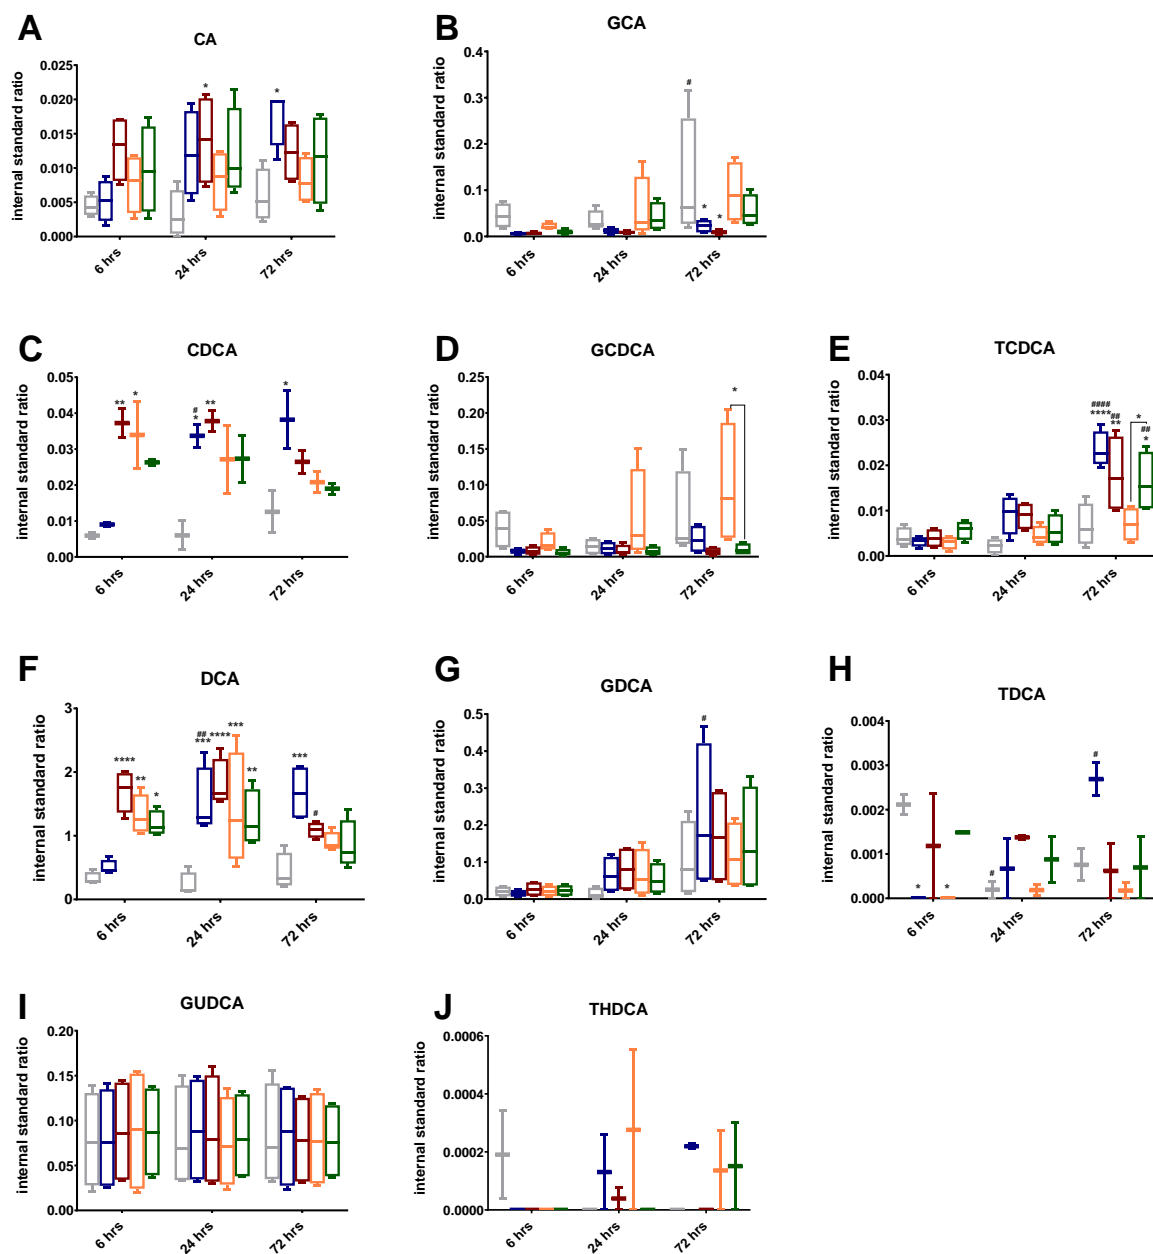 A
CA
internal standard ratio
0.025
0.020
0.015
0.010
0.005
0.000
*
*
6 hrs
24 hrs
72 hrs
B
GCA
internal standard ratio
0.4
0.3
0.2
0.1
0.0
#
*
*
6 hrs
24 hrs
72 hrs
C
CDCA
internal standard ratio
0.05
0.04
0.03
0.02
0.01
0.00
**
*
#
*
**
*
6 hrs
24 hrs
72 hrs
D
GCDCA
internal standard ratio
0.25
0.20
0.15
0.10
0.05
0.00
*
6 hrs
24 hrs
72 hrs
E
TCDCA
internal standard ratio
0.04
0.03
0.02
0.01
0.00
####
****
##
**
*
##
*
6 hrs
24 hrs
72 hrs
F
DCA
internal standard ratio
3
2
1
0
****
**
*
##
***
****
***
**
***
#
6 hrs
24 hrs
72 hrs
G
GDCA
internal standard ratio
0.5
0.4
0.3
0.2
0.1
0.0
#
6 hrs
24 hrs
72 hrs
H
TDCA
internal standard ratio
0.004
0.003
0.002
0.001
0.000
*
*
#
#
6 hrs
24 hrs
72 hrs
I
GUDCA
internal standard ratio
0.20
0.15
0.10
0.05
0.00
6 hrs
24 hrs
72 hrs
J
THDCA
internal standard ratio
0.0006
0.0004
0.0002
0.0000
6 hrs
24 hrs
72 hrs